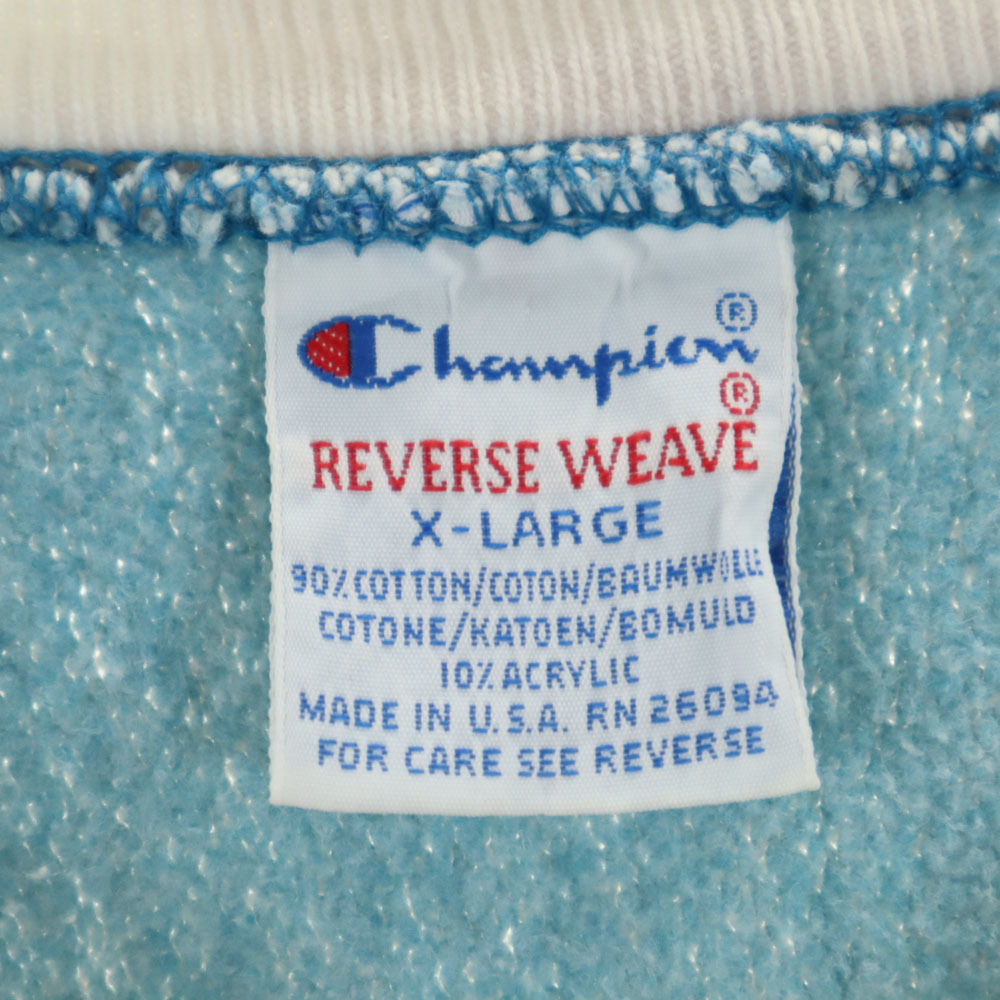 Champion®
REVERSE WEAVE®
X-LARGE
90% COTTON/COTON/BAUMWOLLE
COTONE/KATOEN/BOMULD
10% ACRYLIC
MADE IN U.S.A. RN 26094
FOR CARE SEE REVERSE